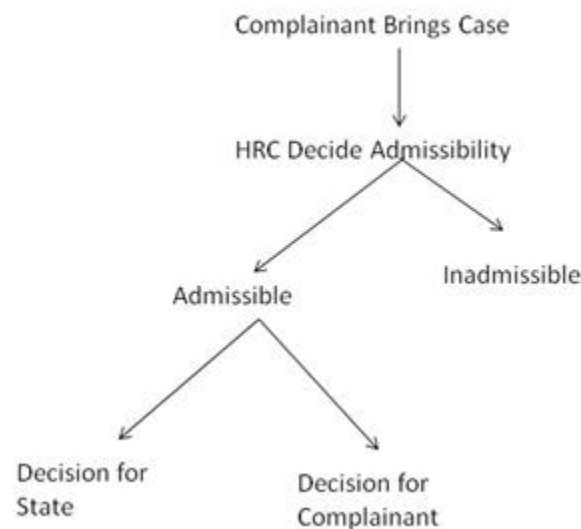 Complainant Brings Case
HRC Decide Admissibility
Inadmissible
Admissible
Decision for
State
Decision for
Complainant